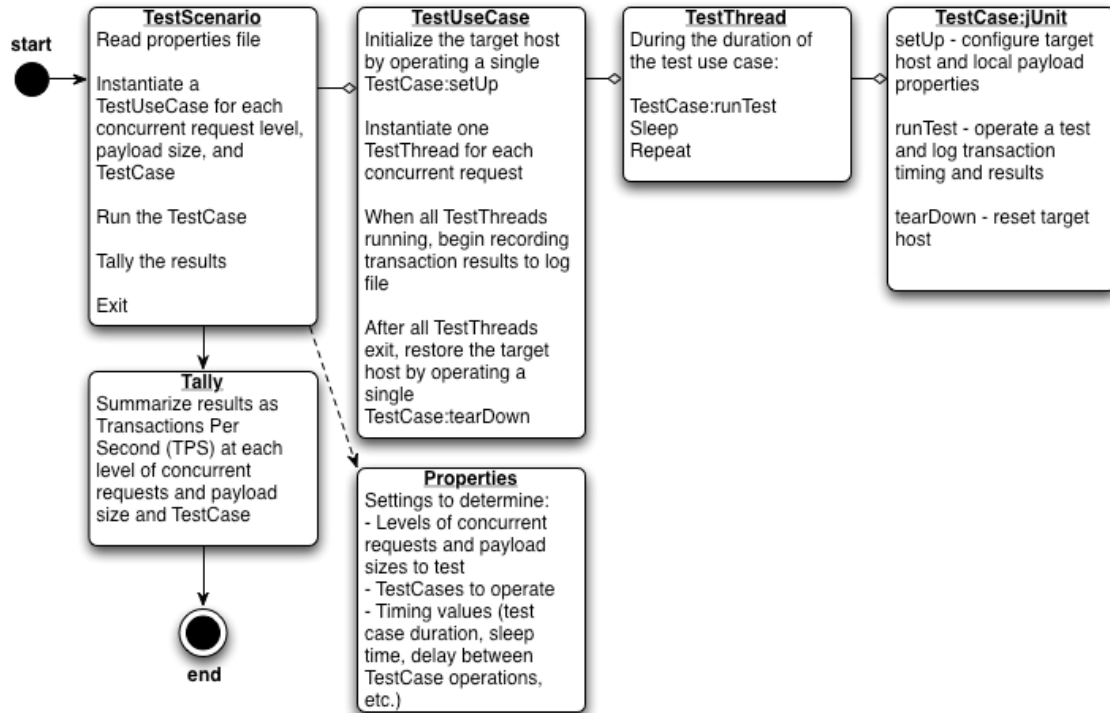 start
TestScenario
Read properties file
Instantiate a
TestUseCase for each
concurrent request level,
payload size, and
TestCase
Run the TestCase
Tally the results
Exit
TestUseCase
Initialize the target host
by operating a single
TestCase:setUp
Instantiate one
TestThread for each
concurrent request
When all TestThreads
running, begin recording
transaction results to log
file
After all TestThreads
exit, restore the target
host by operating a
single
TestCase:tearDown
TestThread
During the duration of
the test use case:
TestCase:runTest
Sleep
Repeat
TestCase:jUnit
setUp - configure target
host and local payload
properties
runTest - operate a test
and log transaction
timing and results
tearDown - reset target
host
Tally
Summarize results as
Transactions Per
Second (TPS) at each
level of concurrent
requests and payload
size and TestCase
Properties
Settings to determine:
- Levels of concurrent
requests and payload
sizes to test
- TestCases to operate
- Timing values (test
case duration, sleep
time, delay between
TestCase operations,
etc.)
end